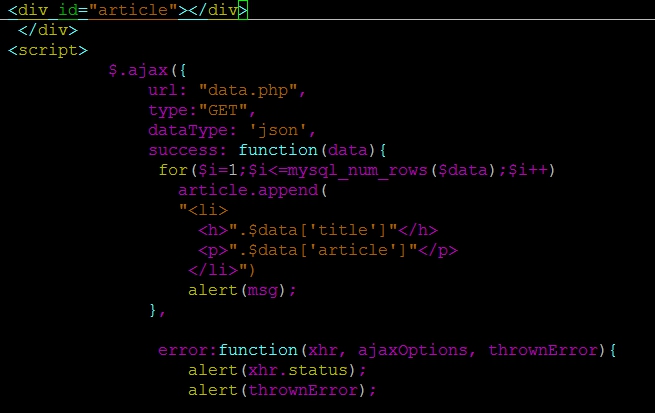 <div id="article"></div>
</div>
<script>
$.ajax({
url: "data.php",
type:"GET",
dataType: 'json',
success: function(data){
for($i=1;$i<=mysql_num_rows($data);$i++)
article.append(
"<li>
<h>".$data['title']"</h>
<p>".$data['article']"</p>
</li>")
alert(msg);
},
error:function(xhr, ajaxOptions, thrownError){
alert(xhr.status);
alert(thrownError);